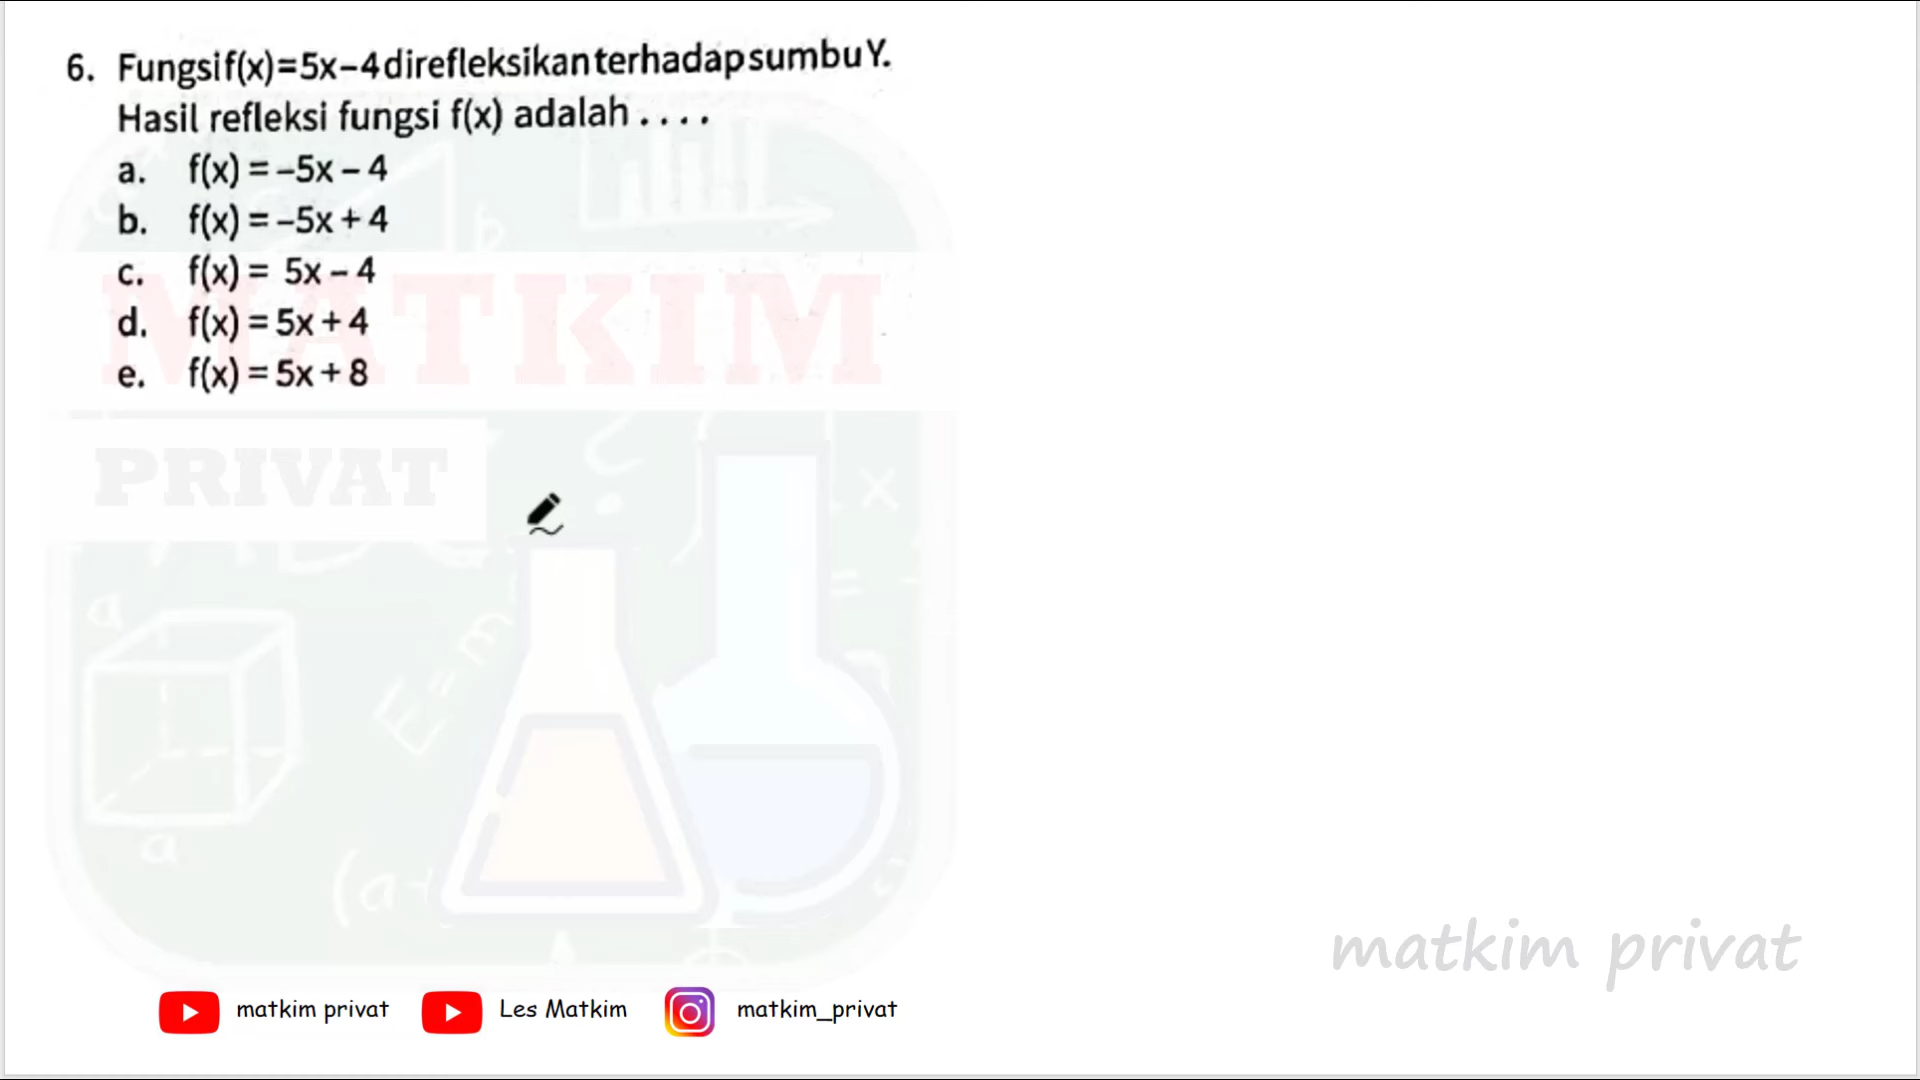 6. Fungsi f(x)=5x–4 direfleksikan terhadap sumbu Y.
Hasil refleksi fungsi f(x) adalah . . . .
a. f(x) = –5x – 4
b. f(x) = –5x + 4
c. f(x) = 5x – 4
d. f(x) = 5x + 4
e. f(x) = 5x + 8
MATKIM
PRIVAT
x
=
a
E=m
a
(a+
b
matkim privat
matkim privat
Les Matkim
matkim_privat